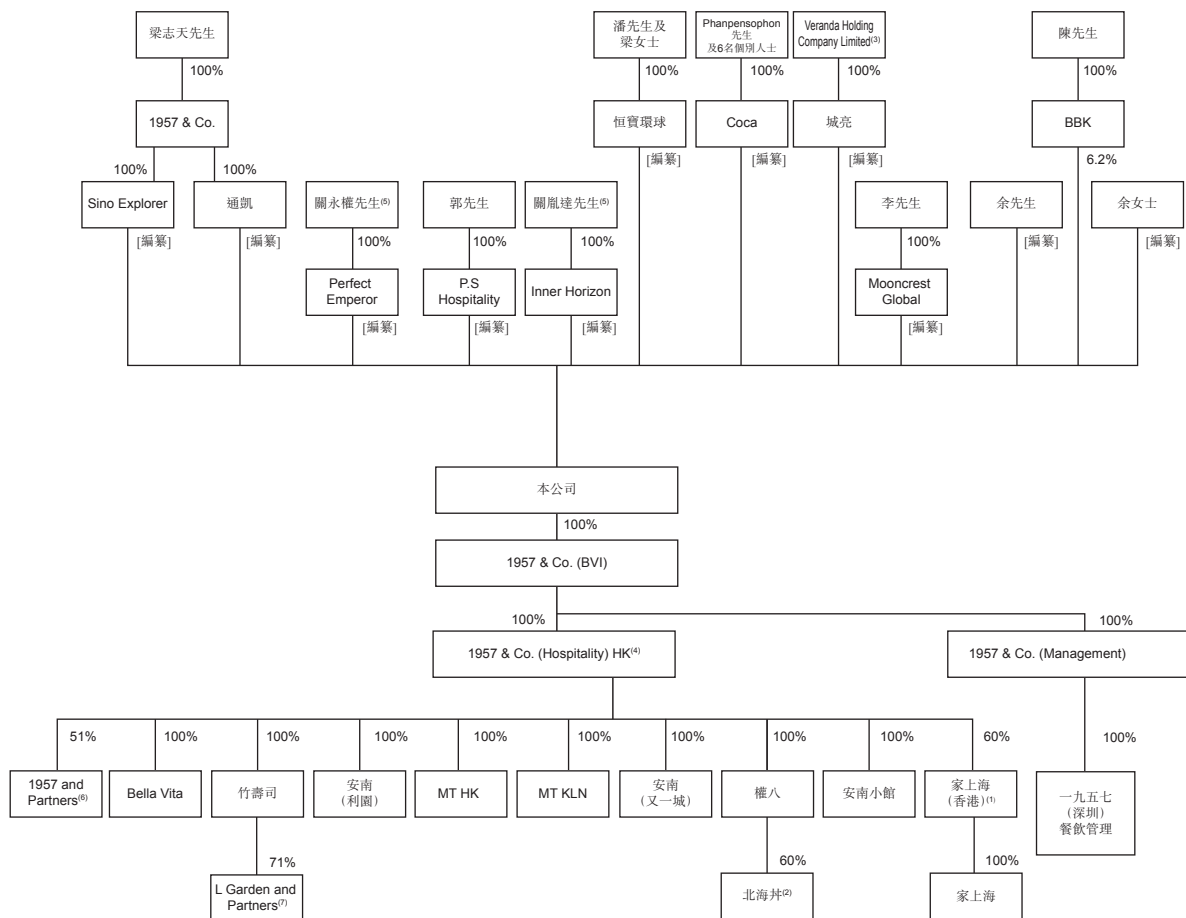 梁志天先生
潘先生及
梁女士
Phanpensophon
先生
及6名個別人士
Veranda Holding
Company Limited(3)
陳先生
100%
100%
100%
100%
100%
1957 & Co.
恒寶環球
Coca
城亮
BBK
100%
100%
[編纂]
[編纂]
[編纂]
6.2%
Sino Explorer
通凱
關永權先生(5)
郭先生
關胤達先生(5)
李先生
余先生
余女士
[編纂]
[編纂]
100%
100%
100%
100%
[編纂]
[編纂]
Perfect
Emperor
P.S
Hospitality
Inner Horizon
Mooncrest
Global
[編纂]
[編纂]
[編纂]
[編纂]
本公司
100%
1957 & Co. (BVI)
100%
100%
1957 & Co. (Hospitality) HK(4)
1957 & Co. (Management)
51%
100%
100%
100%
100%
100%
100%
100%
100%
60%
100%
1957 and
Partners(6)
Bella Vita
竹壽司
安南
(利園)
MT HK
MT KLN
安南
(又一城)
權八
安南小館
家上海
(香港)(1)
一九五七
(深圳)
餐飲管理
71%
60%
100%
L Garden and
Partners(7)
北海丼(2)
家上海